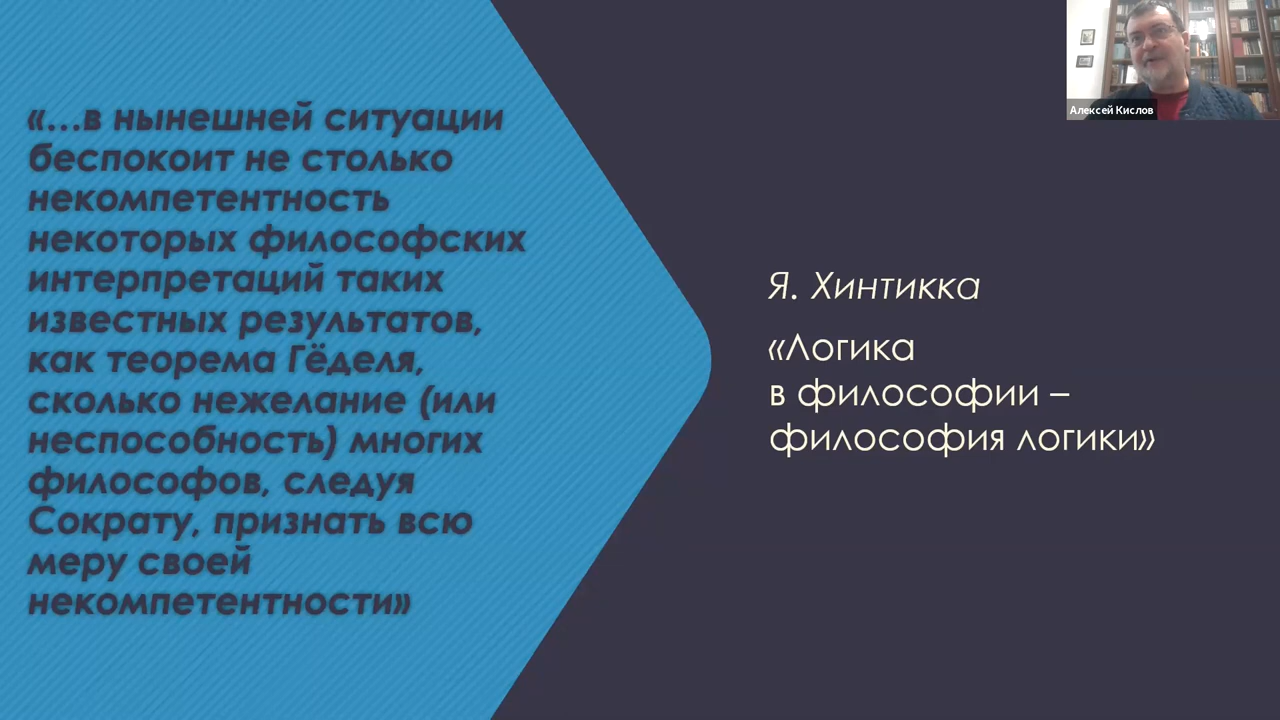 «...в нынешней ситуации
беспокоит не столько
некомпетентность
некоторых философских
интерпретаций таких
известных результатов,
как теорема Гёделя,
сколько нежелание (или
неспособность) многих
философов, следуя
Сократу, признать всю
меру своей
некомпетентности»
Я. Хинтикка
«Логика
в философии –
философия логики»
Алексей Кислов